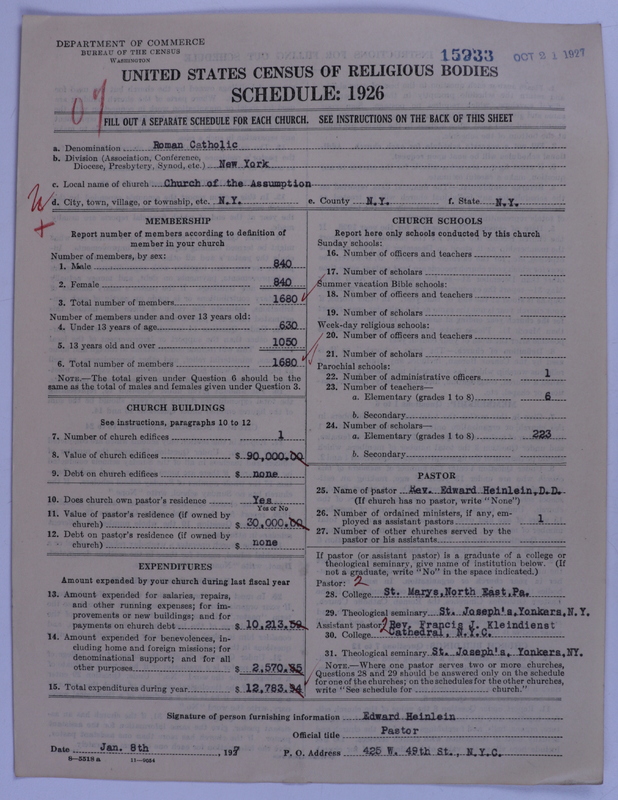 DEPARTMENT OF COMMERCE
BUREAU OF THE CENSUS
WASHINGTON
15933 OCT 21 1927
UNITED STATES CENSUS OF RELIGIOUS BODIES
SCHEDULE: 1926
07
FILL OUT A SEPARATE SCHEDULE FOR EACH CHURCH. SEE INSTRUCTIONS ON THE BACK OF THIS SHEET
a. Denomination Roman Catholic
b. Division (Association, Conference,
Diocese, Presbytery, Synod, etc.) New York
c. Local name of church Church of the Assumption
d. City, town, village, or township, etc. N.Y. e. County N.Y. f. State N.Y.
MEMBERSHIP
Report number of members according to definition of
member in your church
Number of members, by sex:
1. Male 840
2. Female 840
3. Total number of members 1680
Number of members under and over 13 years old:
4. Under 13 years of age 630
5. 13 years old and over 1050
6. Total number of members 1680
NOTE.—The total given under Question 6 should be the
same as the total of males and females given under Question 3.
CHURCH BUILDINGS
See instructions, paragraphs 10 to 12
7. Number of church edifices 1
8. Value of church edifices $ 90,000.00
9. Debt on church edifices $ none
10. Does church own pastor's residence Yes
Yes or No
11. Value of pastor's residence (if owned by
church) $ 30,000.00
12. Debt on pastor's residence (if owned by
church) $ none
EXPENDITURES
Amount expended by your church during last fiscal year
13. Amount expended for salaries, repairs,
and other running expenses; for im-
provements or new buildings; and for
payments on church debt $ 10,213.59
14. Amount expended for benevolences, in-
cluding home and foreign missions; for
denominational support; and for all
other purposes $ 2,570.35
15. Total expenditures during year $ 12,783.94
CHURCH SCHOOLS
Report here only schools conducted by this church
Sunday schools:
16. Number of officers and teachers
17. Number of scholars
Summer vacation Bible schools:
18. Number of officers and teachers
19. Number of scholars
Week-day religious schools:
20. Number of officers and teachers
21. Number of scholars
Parochial schools:
22. Number of administrative officers 1
23. Number of teachers—
a. Elementary (grades 1 to 8) 6
b. Secondary
24. Number of scholars—
a. Elementary (grades 1 to 8) 223
b. Secondary
PASTOR
25. Name of pastor Rev. Edward Heinlein, D.D.
(If church has no pastor, write "None")
26. Number of ordained ministers, if any, em-
ployed as assistant pastors 1
27. Number of other churches served by the
pastor or his assistants
If pastor (or assistant pastor) is a graduate of a college or
theological seminary, give name of institution below. (If
not a graduate, write "No" in the space indicated.)
Pastor: 2
28. College St. Marys,North East,Pa.
29. Theological seminary St. Joseph's,Yonkers,N.Y.
Assistant pastor: 2 Rev. Francis J. Kleindienst
30. College Cathedral, N.Y.C.
31. Theological seminary St. Joseph's, Yonkers,NY.
NOTE.—Where one pastor serves two or more churches,
Questions 28 and 29 should be answered only on the schedule
for one of the churches; on the schedules for the other churches,
write "See schedule for church."
Signature of person furnishing information Edward Heinlein
Official title Pastor
Date Jan. 8th , 1927 P. O. Address 425 W. 49th St., N.Y.C.
8—5518a 11—9054